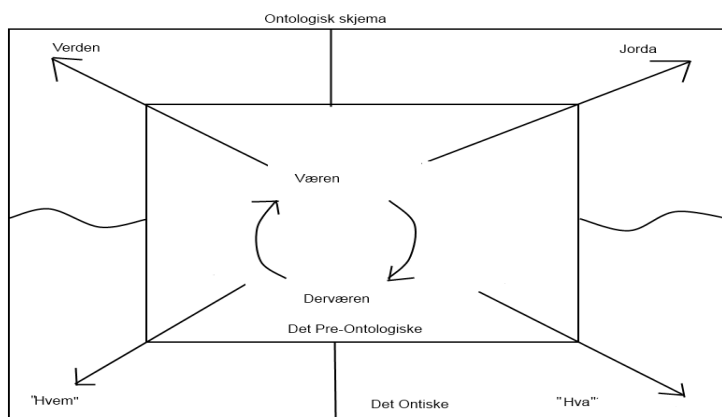 Ontologisk skjema
Verden
Jorda
Væren
Derværen
Det Pre-Ontologiske
"Hvem"
Det Ontiske
"Hva"